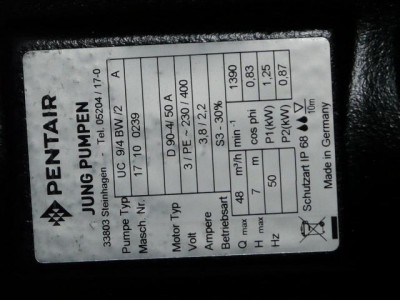 PENTAIR
JUNG PUMPEN
33803 Steinhagen Tel. 05204 / 17-0
Pumpe Typ UC 9/4 BW /2 A
Masch. Nr. 17 10 0239
Motor Typ D 90-4/ 50 A
Volt 3 / PE ~ 230 / 400
Ampere 3,8 / 2,2
Betriebsart S3 - 30%
Q max 48 m³/h min⁻¹ 1390
H max 7 m cos phi 0,83
Hz 50 P1(kW) 1,25
P2(kW) 0,87
Schutzart IP 68 10m
Made in Germany